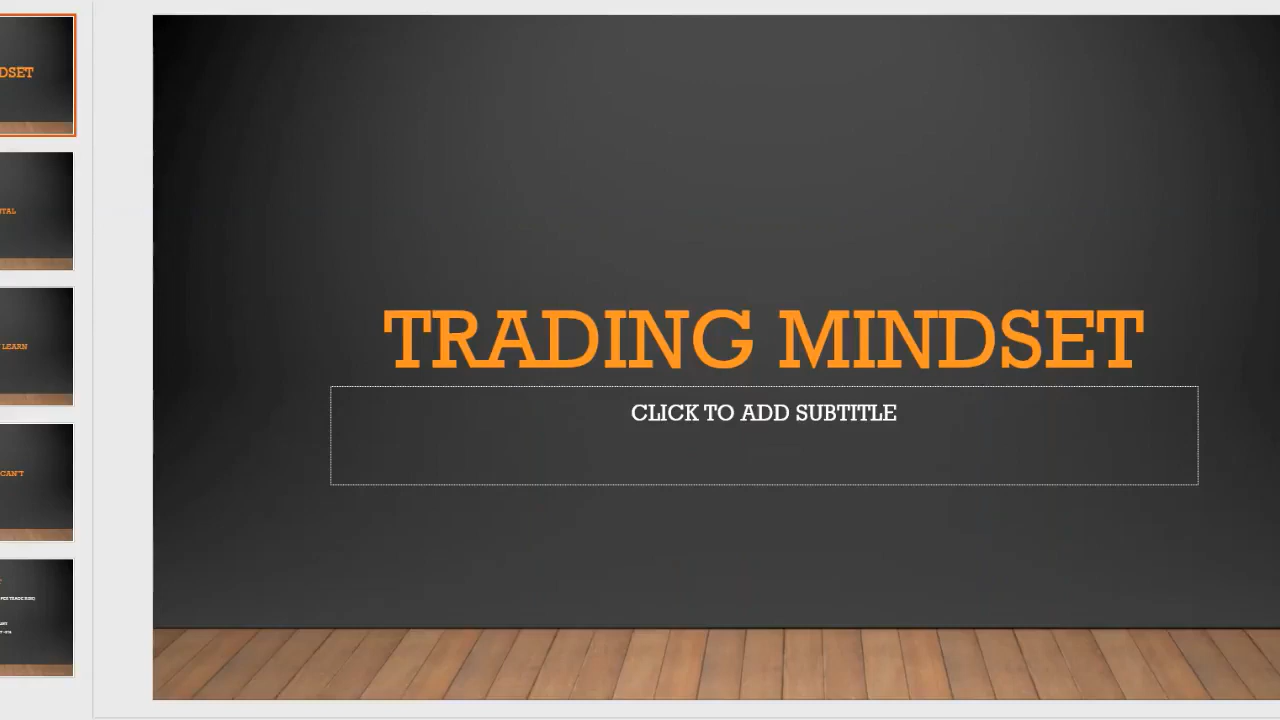 DSET
TAL
LEARN
CAN'T
TRADING MINDSET
CLICK TO ADD SUBTITLE